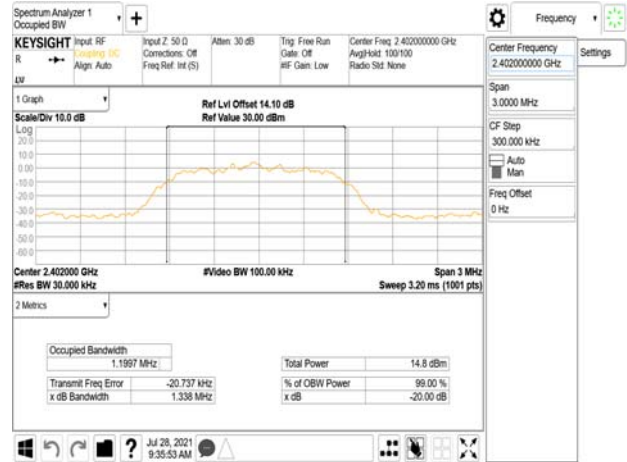 Spectrum Analyzer 1
Occupied BW
+
Frequency
KEYSIGHT
R
LU
Input: RF
Coupling: DC
Align: Auto
Input Z: 50 Ω
Corrections: Off
Freq Ref: Int (S)
Atten: 30 dB
Trig: Free Run
Gate: Off
#IF Gain: Low
Center Freq: 2.402000000 GHz
Avg|Hold: 100/100
Radio Std: None
Center Frequency
2.402000000 GHz
Settings
Span
3.0000 MHz
CF Step
300.000 kHz
Auto
Man
Freq Offset
0 Hz
1 Graph
Scale/Div 10.0 dB
Ref Lvl Offset 14.10 dB
Ref Value 30.00 dBm
Log
20.0
10.0
0.00
-10.0
-20.0
-30.0
-40.0
-50.0
-60.0
Center 2.402000 GHz
#Res BW 30.000 kHz
#Video BW 100.00 kHz
Span 3 MHz
Sweep 3.20 ms (1001 pts)
2 Metrics
Occupied Bandwidth
1.1997 MHz
Transmit Freq Error -20.737 kHz
x dB Bandwidth 1.338 MHz
Total Power 14.8 dBm
% of OBW Power 99.00 %
x dB -20.00 dB
?
Jul 28, 2021
9:35:53 AM